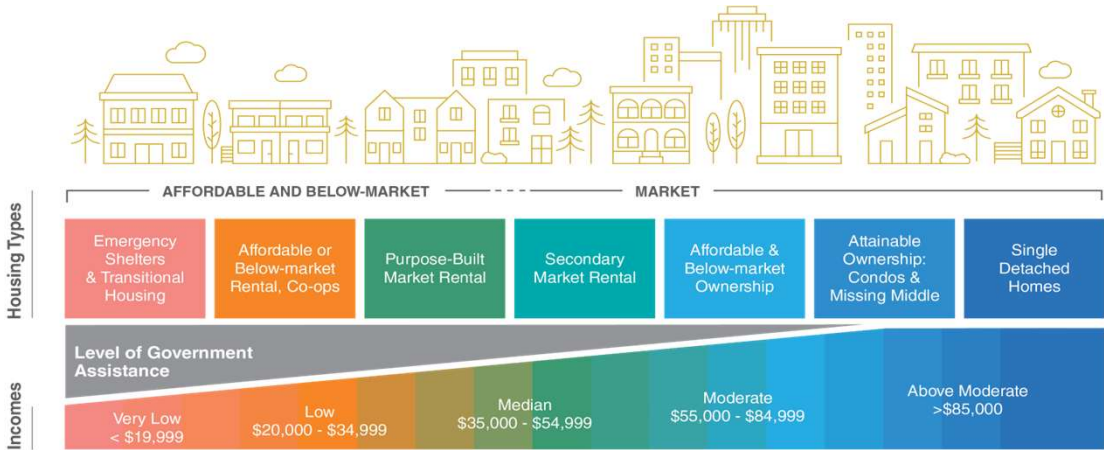 AFFORDABLE AND BELOW-MARKET
MARKET
Housing Types
Emergency
Shelters
& Transitional
Housing
Affordable or
Below-market
Rental, Co-ops
Purpose-Built
Market Rental
Secondary
Market Rental
Affordable &
Below-market
Ownership
Attainable
Ownership:
Condos &
Missing Middle
Single
Detached
Homes
Level of Government
Assistance
Incomes
Very Low
< $19,999
Low
$20,000 - $34,999
Median
$35,000 - $54,999
Moderate
$55,000 - $84,999
Above Moderate
>$85,000